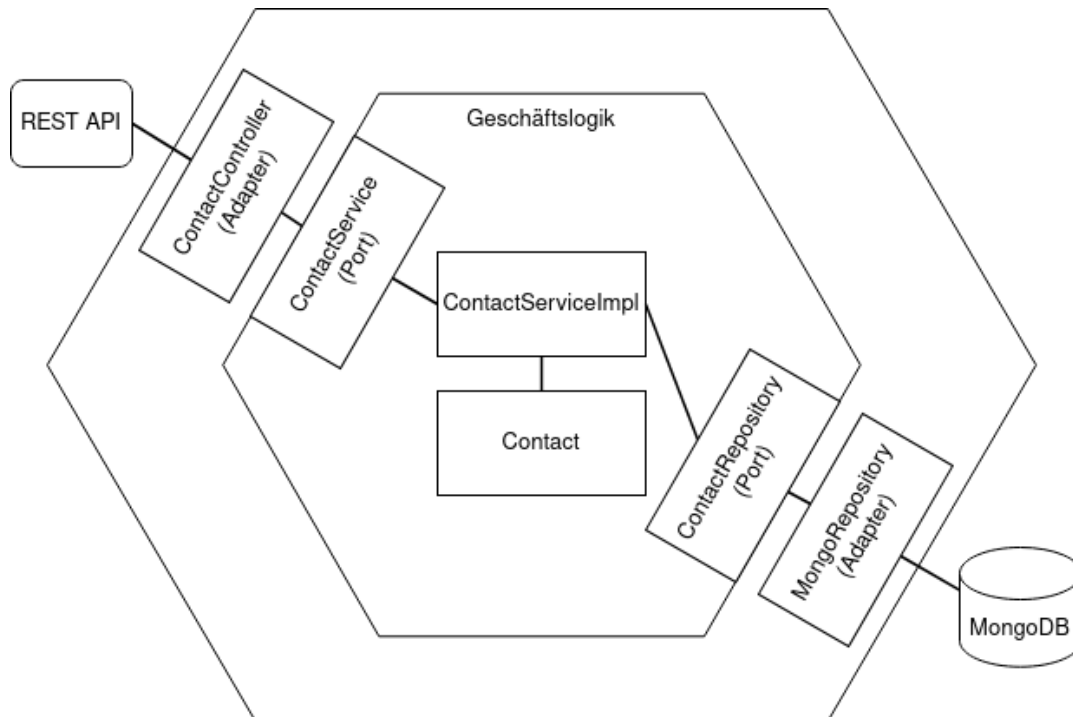 REST API
ContactController
(Adapter)
ContactService
(Port)
Geschäftslogik
ContactServiceImpl
Contact
ContactRepository
(Port)
MongoRepository
(Adapter)
MongoDB